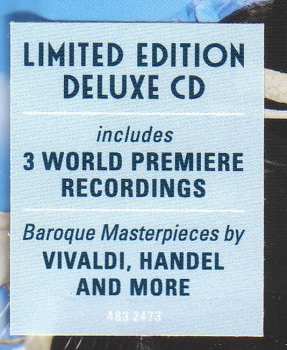 LIMITED EDITION
DELUXE CD
includes
3 WORLD PREMIERE
RECORDINGS
Baroque Masterpieces by
VIVALDI, HANDEL
AND MORE
483 2473